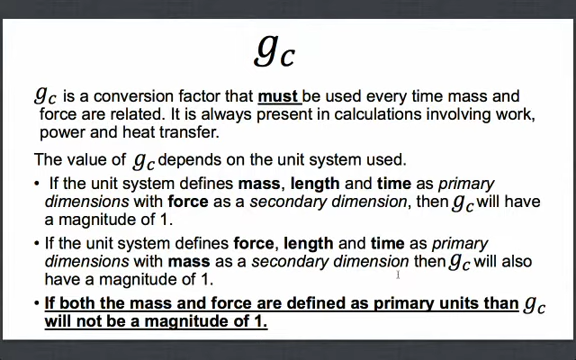 gc
gc is a conversion factor that must be used every time mass and
force are related. It is always present in calculations involving work,
power and heat transfer.
The value of gc depends on the unit system used.
• If the unit system defines mass, length and time as primary
dimensions with force as a secondary dimension, then gc will have
a magnitude of 1.
• If the unit system defines force, length and time as primary
dimensions with mass as a secondary dimension then gc will also
have a magnitude of 1.
• If both the mass and force are defined as primary units than gc
will not be a magnitude of 1.